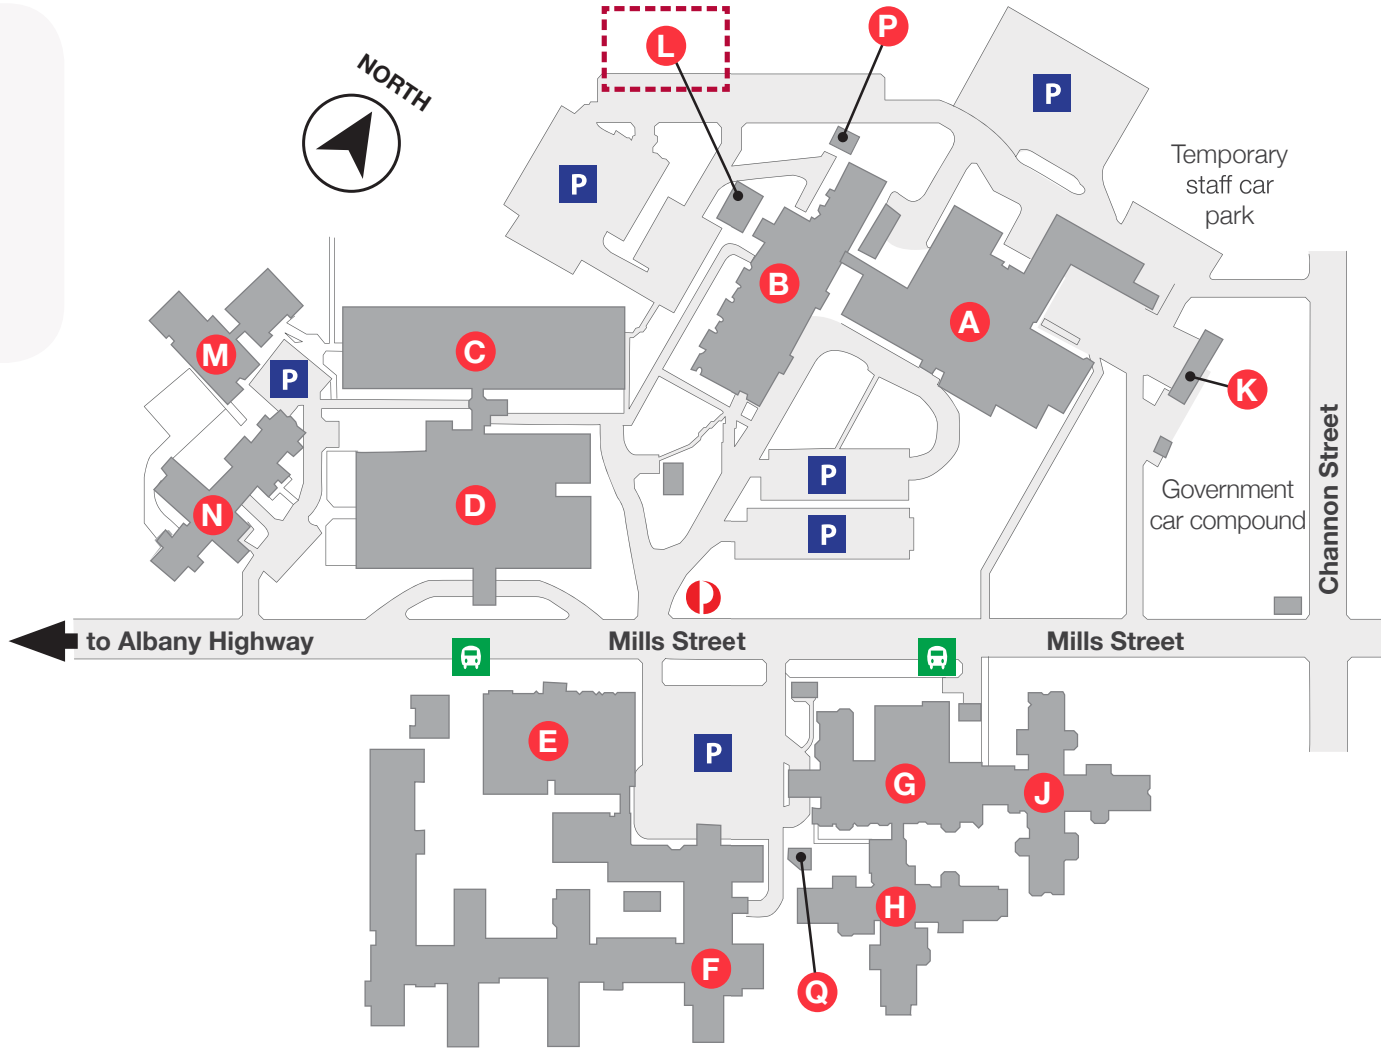 L
P
P
NORTH
Temporary
staff car
park
P
B
A
M
C
P
K
Channon Street
P
Government
car compound
D
N
P
to Albany Highway
Mills Street
Mills Street
E
P
G
J
H
F
Q